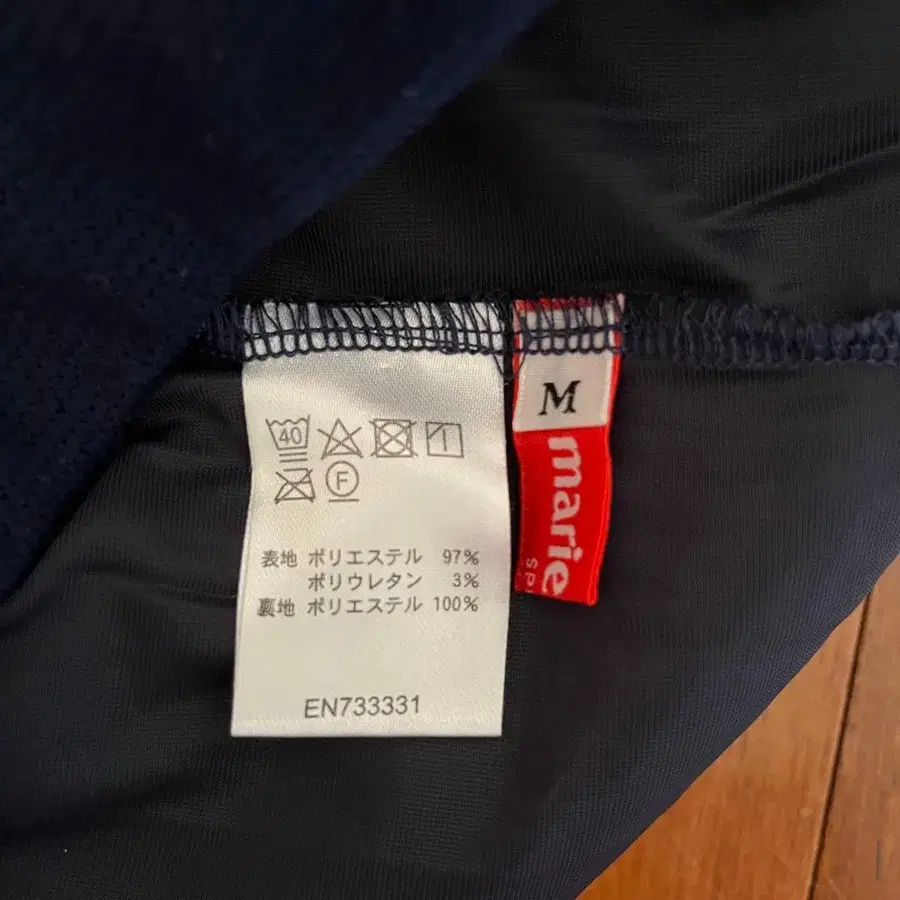 40
F
表地 ポリエステル 97%
ポリウレタン 3%
裏地 ポリエステル 100%
EN733331
M
marie